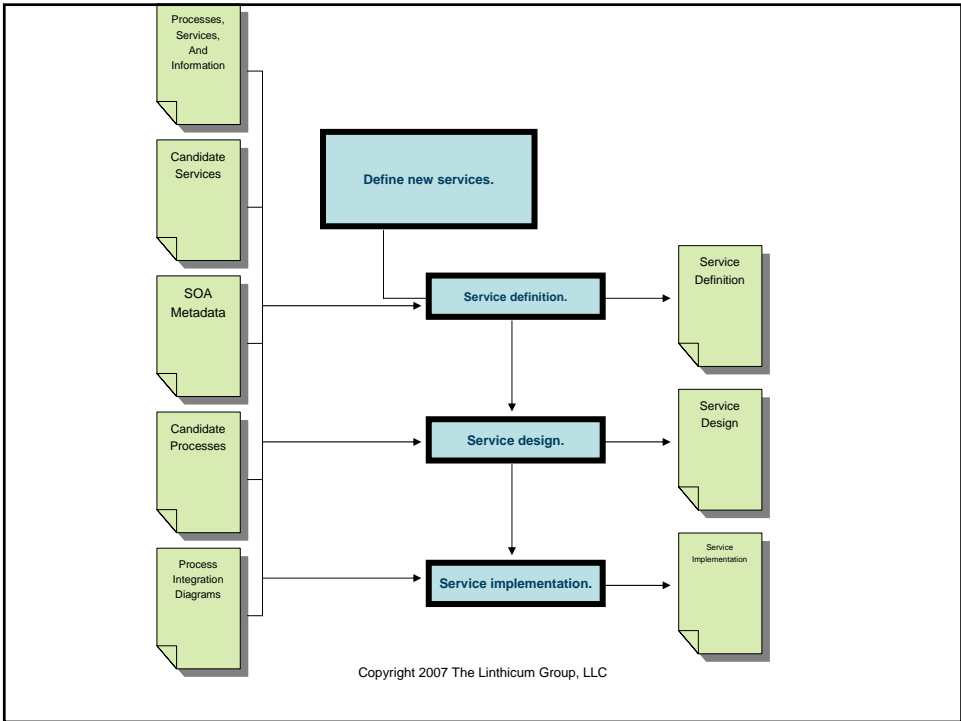 Processes,
Services,
And
Information
Define new services.
Candidate
Services
Service definition.
Service
Definition
SOA
Metadata
Candidate
Processes
Service design.
Service
Design
Process
Integration
Diagrams
Service implementation.
Service
Implementation
Copyright 2007 The Linthicum Group, LLC